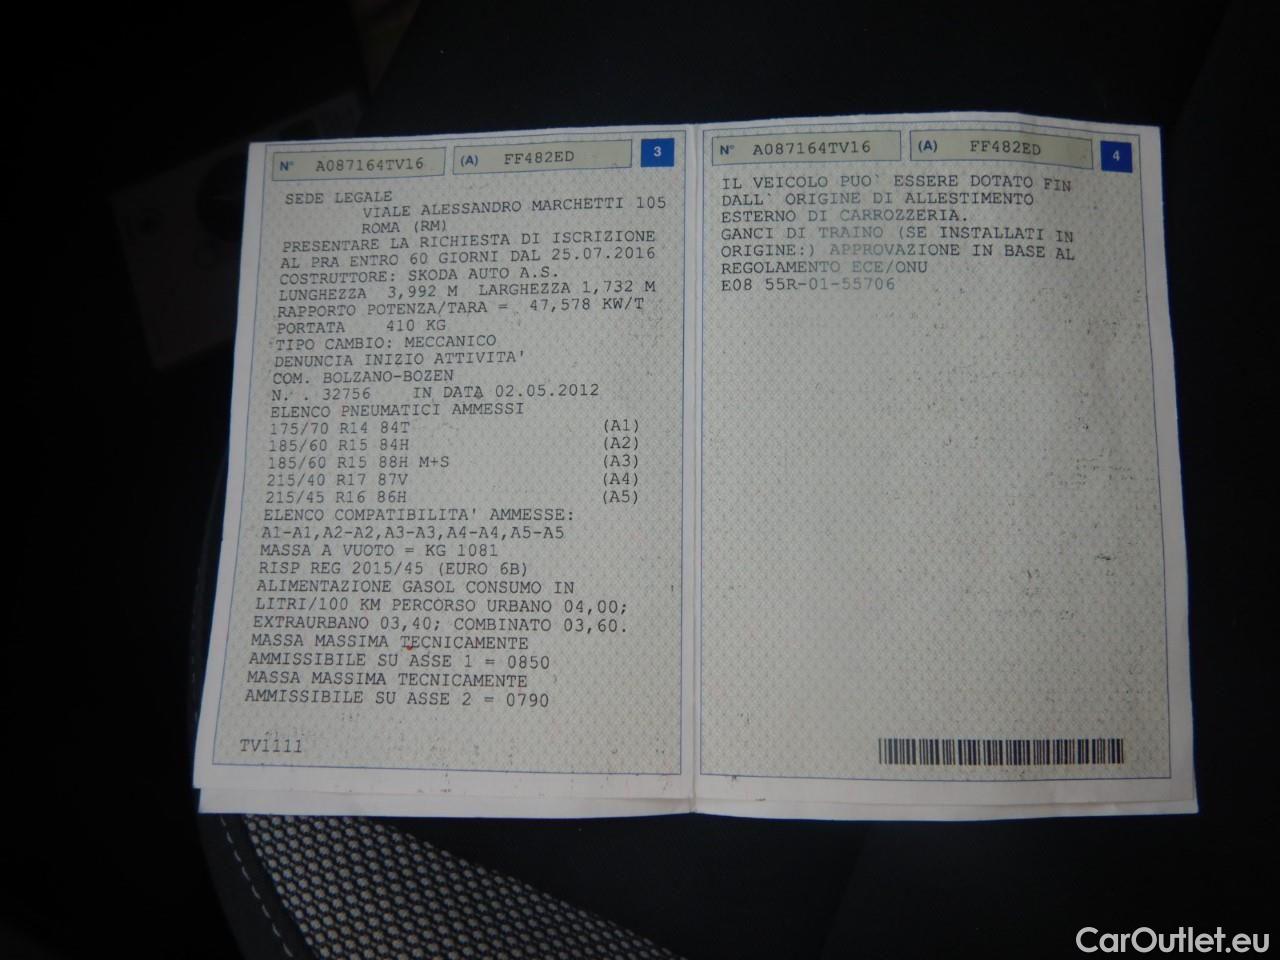 N° A087164TV16 (A) FF482ED 3
SEDE LEGALE
VIALE ALESSANDRO MARCHETTI 105
ROMA (RM)
PRESENTARE LA RICHIESTA DI ISCRIZIONE
AL PRA ENTRO 60 GIORNI DAL 25.07.2016
COSTRUTTORE: SKODA AUTO A.S.
LUNGHEZZA 3,992 M LARGHEZZA 1,732 M
RAPPORTO POTENZA/TARA = 47,578 KW/T
PORTATA 410 KG
TIPO CAMBIO: MECCANICO
DENUNCIA INIZIO ATTIVITA'
COM. BOLZANO-BOZEN
N. . 32756 IN DATA 02.05.2012
ELENCO PNEUMATICI AMMESSI
175/70 R14 84T (A1)
185/60 R15 84H (A2)
185/60 R15 88H M+S (A3)
215/40 R17 87V (A4)
215/45 R16 86H (A5)
ELENCO COMPATIBILITA' AMMESSE:
A1-A1,A2-A2,A3-A3,A4-A4,A5-A5
MASSA A VUOTO = KG 1081
RISP REG 2015/45 (EURO 6B)
ALIMENTAZIONE GASOL CONSUMO IN
LITRI/100 KM PERCORSO URBANO 04,00;
EXTRAURBANO 03,40; COMBINATO 03,60.
MASSA MASSIMA TECNICAMENTE
AMMISSIBILE SU ASSE 1 = 0850
MASSA MASSIMA TECNICAMENTE
AMMISSIBILE SU ASSE 2 = 0790
TV1111
N° A087164TV16 (A) FF482ED 4
IL VEICOLO PUO` ESSERE DOTATO FIN
DALL` ORIGINE DI ALLESTIMENTO
ESTERNO DI CARROZZERIA.
GANCI DI TRAINO (SE INSTALLATI IN
ORIGINE:) APPROVAZIONE IN BASE AL
REGOLAMENTO ECE/ONU
E08 55R-01-55706
CarOutlet.eu